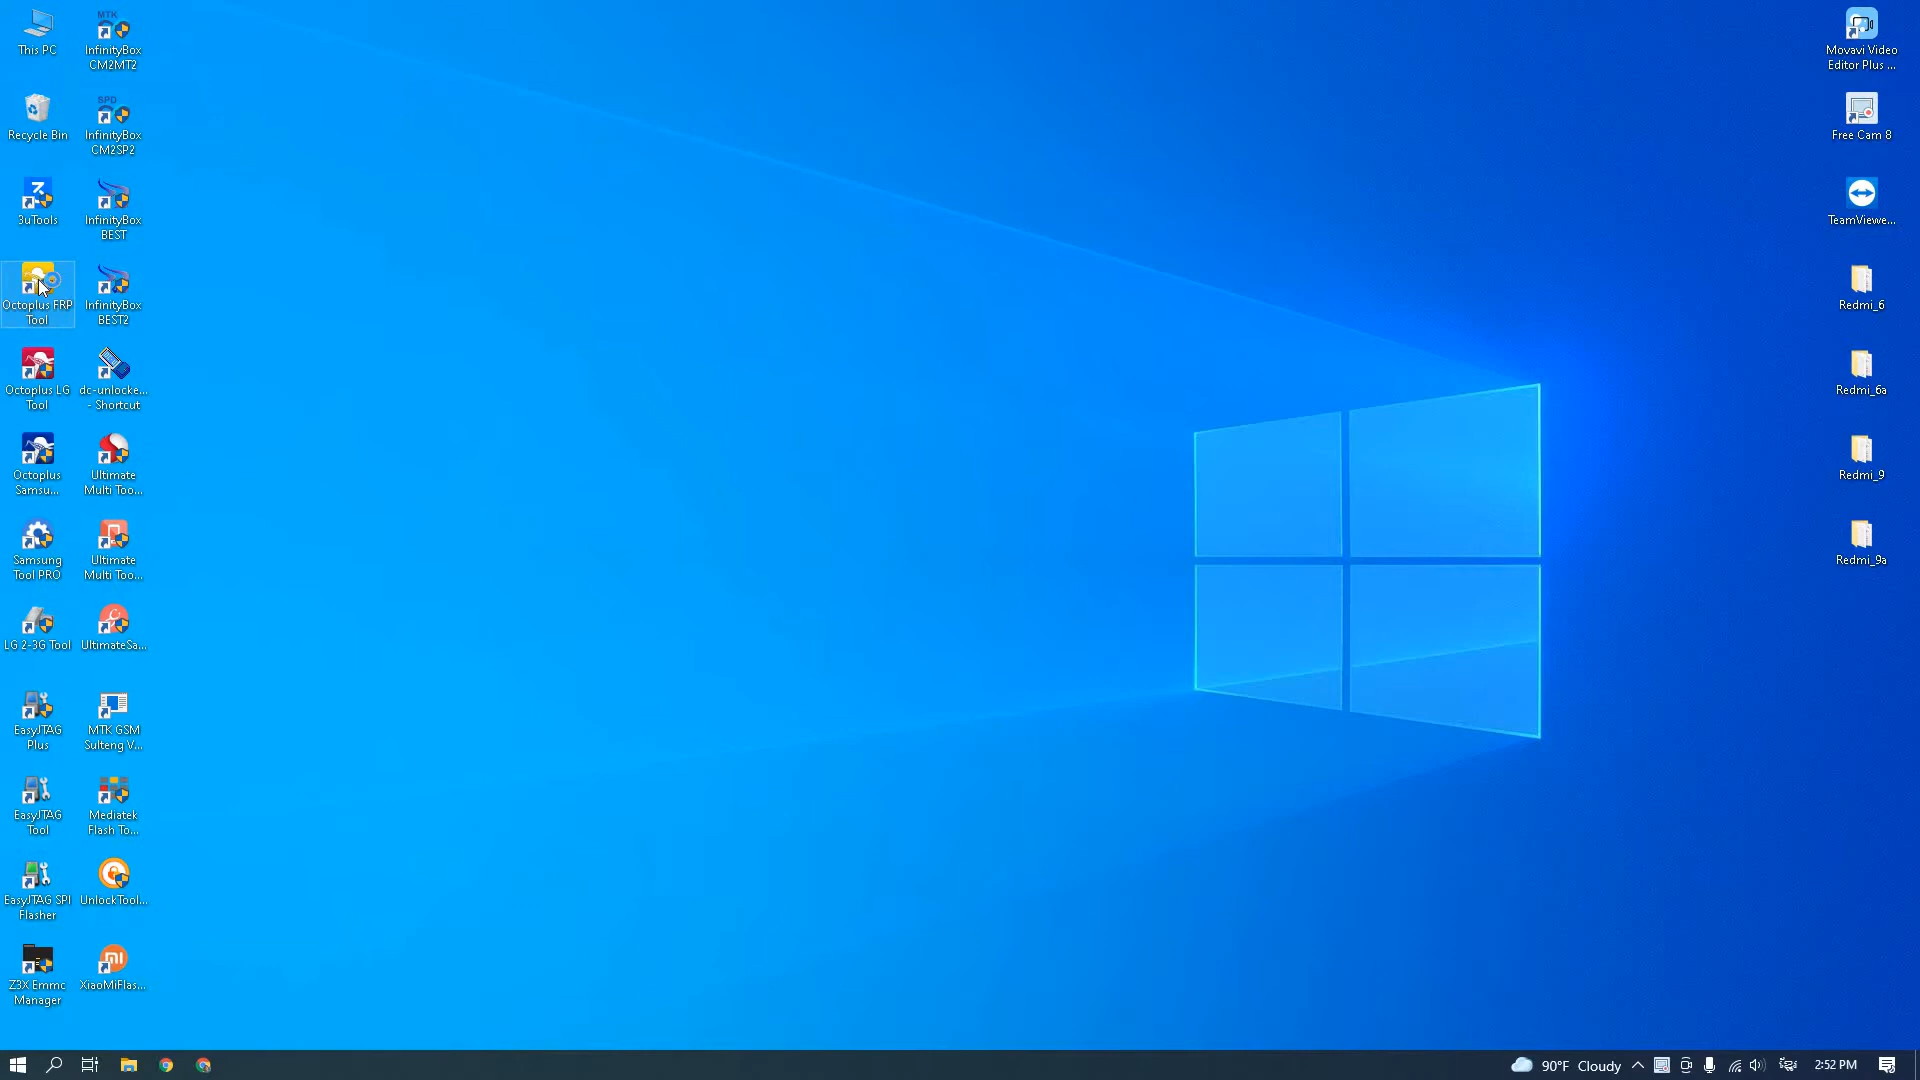 This PC
Recycle Bin
3uTools
Octoplus FRP
Tool
Octoplus LG
Tool
Octoplus
Samsu...
Samsung
Tool PRO
LG 2-3G Tool
EasyJTAG
Plus
EasyJTAG
Tool
EasyJTAG SPI
Flasher
Z3X Emmc
Manager
MTK
InfinityBox
CM2MT2
SPD
InfinityBox
CM2SP2
InfinityBox
BEST
InfinityBox
BEST2
dc-unlocke...
- Shortcut
Ultimate
Multi Too...
Ultimate
Multi Too...
UltimateSa...
MTK GSM
Sulteng V...
Mediatek
Flash To...
UnlockTool...
XiaoMiFlas...
Movavi Video
Editor Plus ...
Free Cam 8
TeamViewe...
Redmi_6
Redmi_6a
Redmi_9
Redmi_9a
90°F Cloudy
2:52 PM